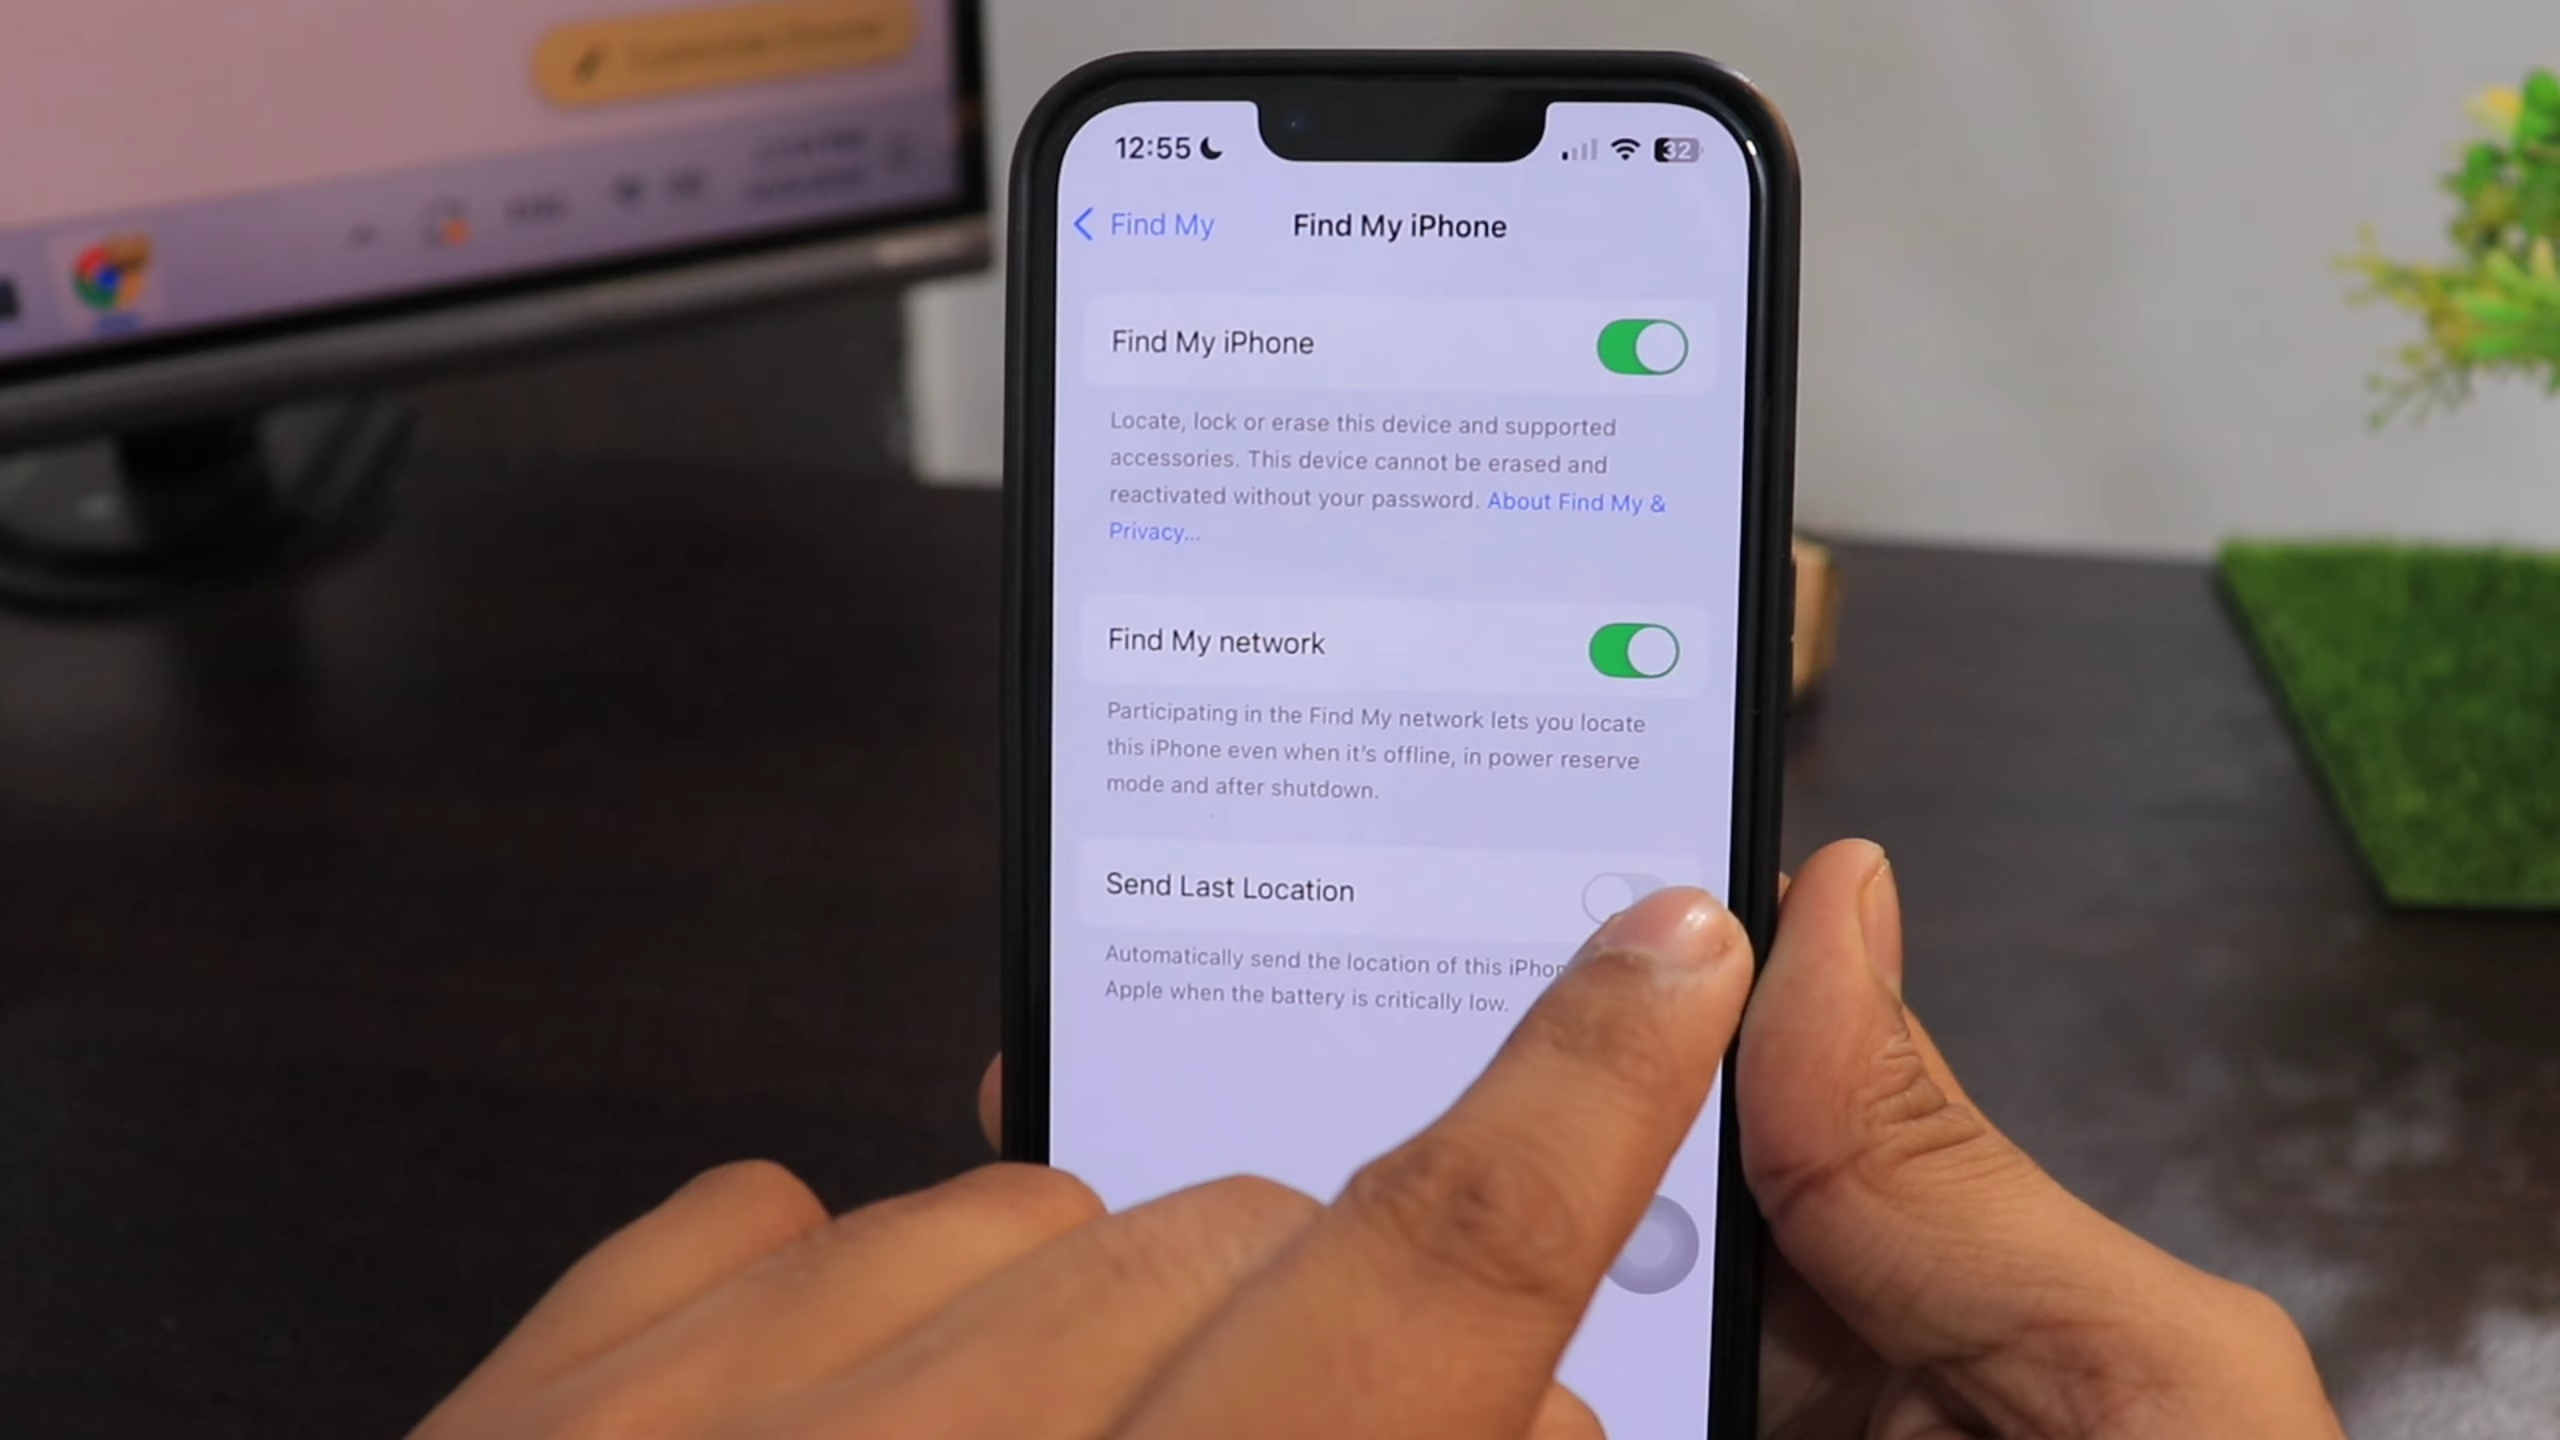 12:55
32
Find My
Find My iPhone
Find My iPhone
Locate, lock or erase this device and supported
accessories. This device cannot be erased and
reactivated without your password. About Find My &
Privacy...
Find My network
Participating in the Find My network lets you locate
this iPhone even when it's offline, in power reserve
mode and after shutdown.
Send Last Location
Automatically send the location of this
Apple when the battery is critically low.